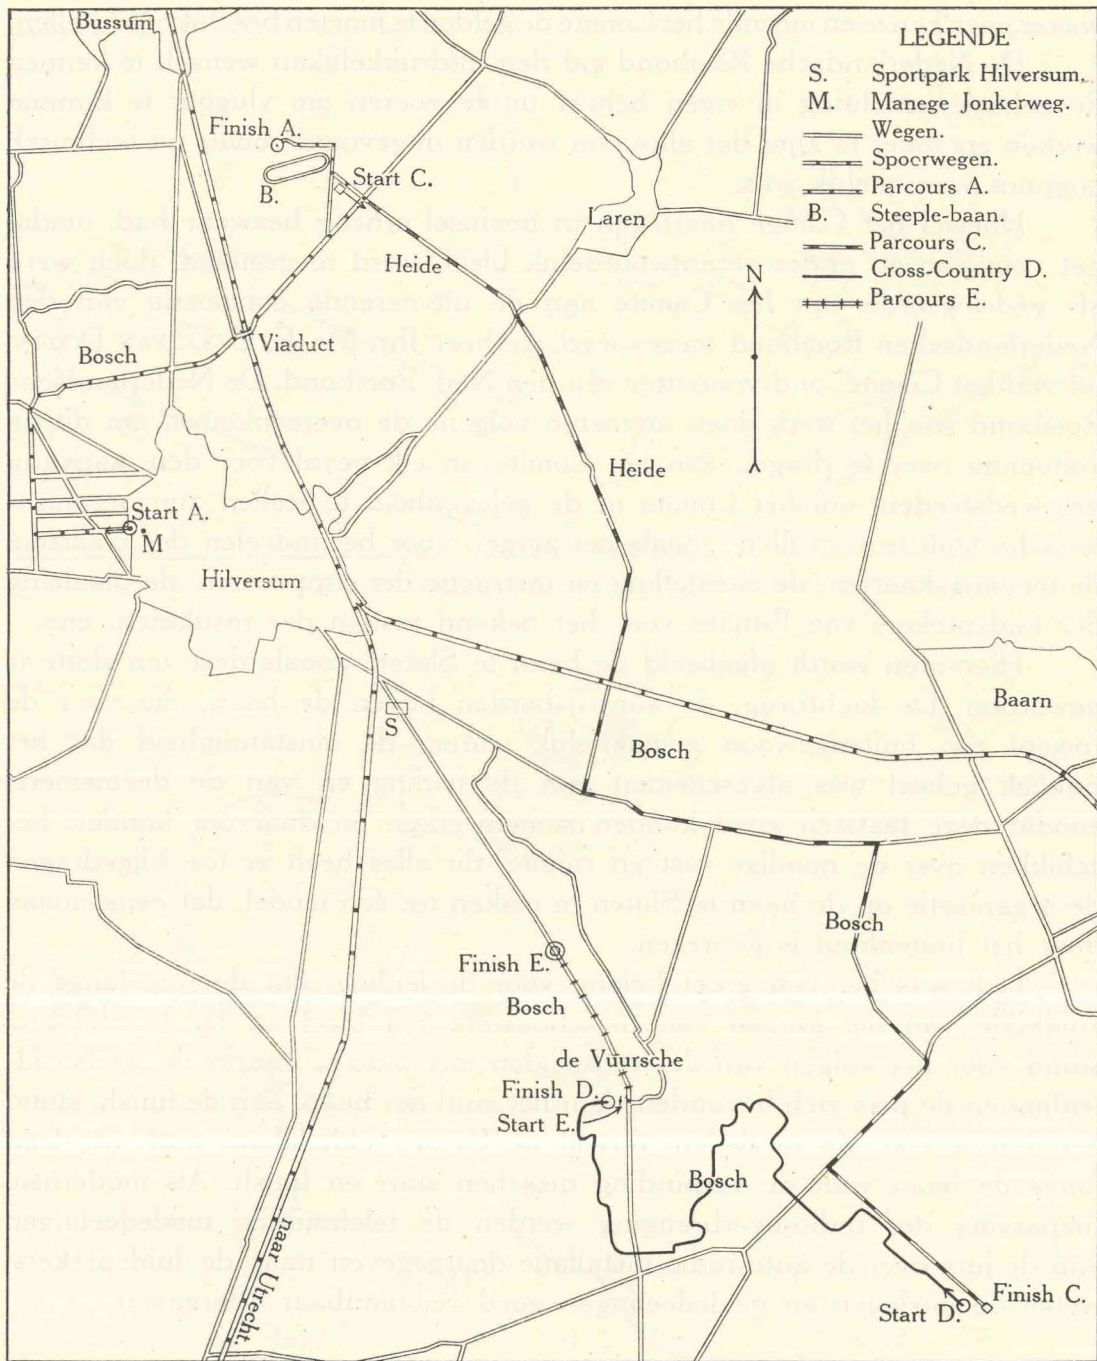 Bussum
LEGENDE
S. Sportpark Hilversum.
M. Manege Jonkerweg.
Wegen.
Spoorwegen.
Parcours A.
B. Steeple-baan.
Parcours C.
Cross-Country D.
Parcours E.
Finish A.
B.
Start C.
Laren
Heide
N
Viaduct
Bosch
Heide
Start A.
M
Hilversum
Baarn
S
Bosch
Bosch
Finish E.
Bosch
de Vuursche
Finish D.
Start E.
Bosch
naar Utrecht.
Finish C.
Start D.